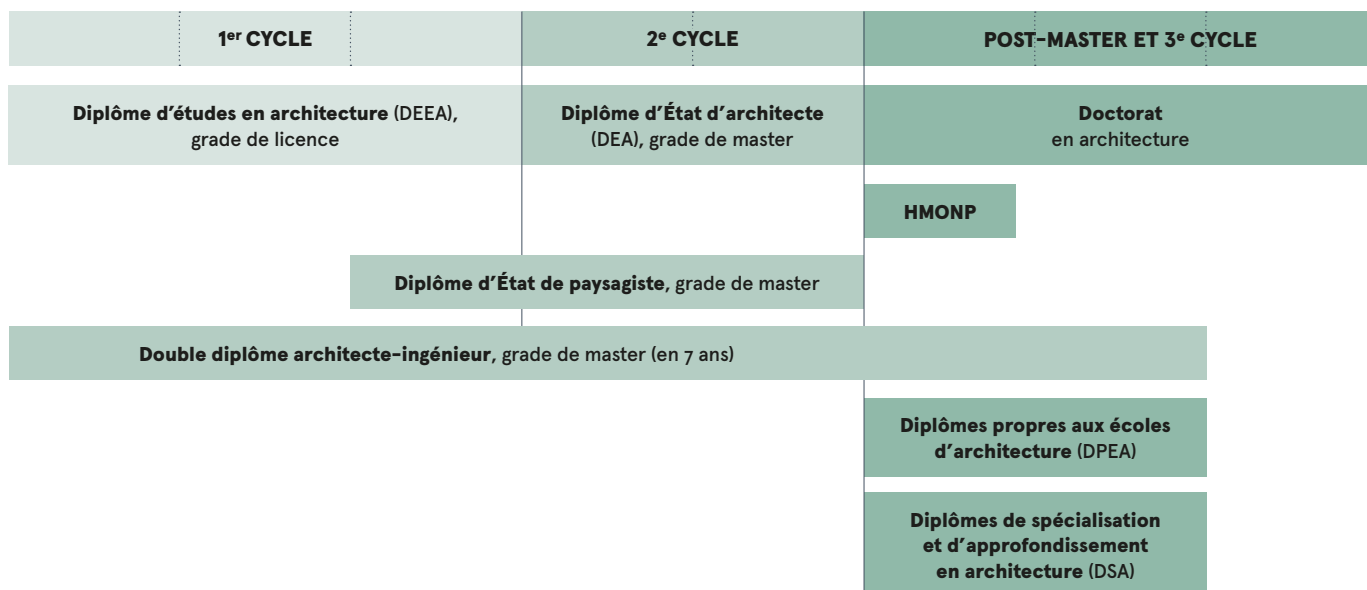 1er CYCLE
2e CYCLE
POST-MASTER ET 3e CYCLE
Diplôme d'études en architecture (DEEA),
grade de licence
Diplôme d'État d'architecte
(DEA), grade de master
Doctorat
en architecture
HMONP
Diplôme d'État de paysagiste, grade de master
Double diplôme architecte-ingénieur, grade de master (en 7 ans)
Diplômes propres aux écoles
d'architecture (DPEA)
Diplômes de spécialisation
et d'approfondissement
en architecture (DSA)